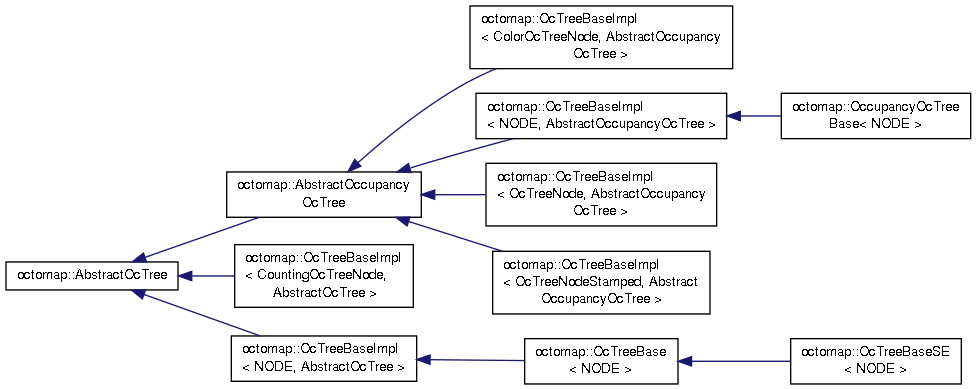 octomap::OcTreeBaseImpl
< ColorOcTreeNode, AbstractOccupancy
OcTree >
octomap::OcTreeBaseImpl
< NODE, AbstractOccupancyOcTree >
octomap::OccupancyOcTree
Base< NODE >
octomap::AbstractOccupancy
OcTree
octomap::OcTreeBaseImpl
< OcTreeNode, AbstractOccupancy
OcTree >
octomap::AbstractOcTree
octomap::OcTreeBaseImpl
< CountingOcTreeNode,
AbstractOcTree >
octomap::OcTreeBaseImpl
< OcTreeNodeStamped, Abstract
OccupancyOcTree >
octomap::OcTreeBaseImpl
< NODE, AbstractOcTree >
octomap::OcTreeBase
< NODE >
octomap::OcTreeBaseSE
< NODE >